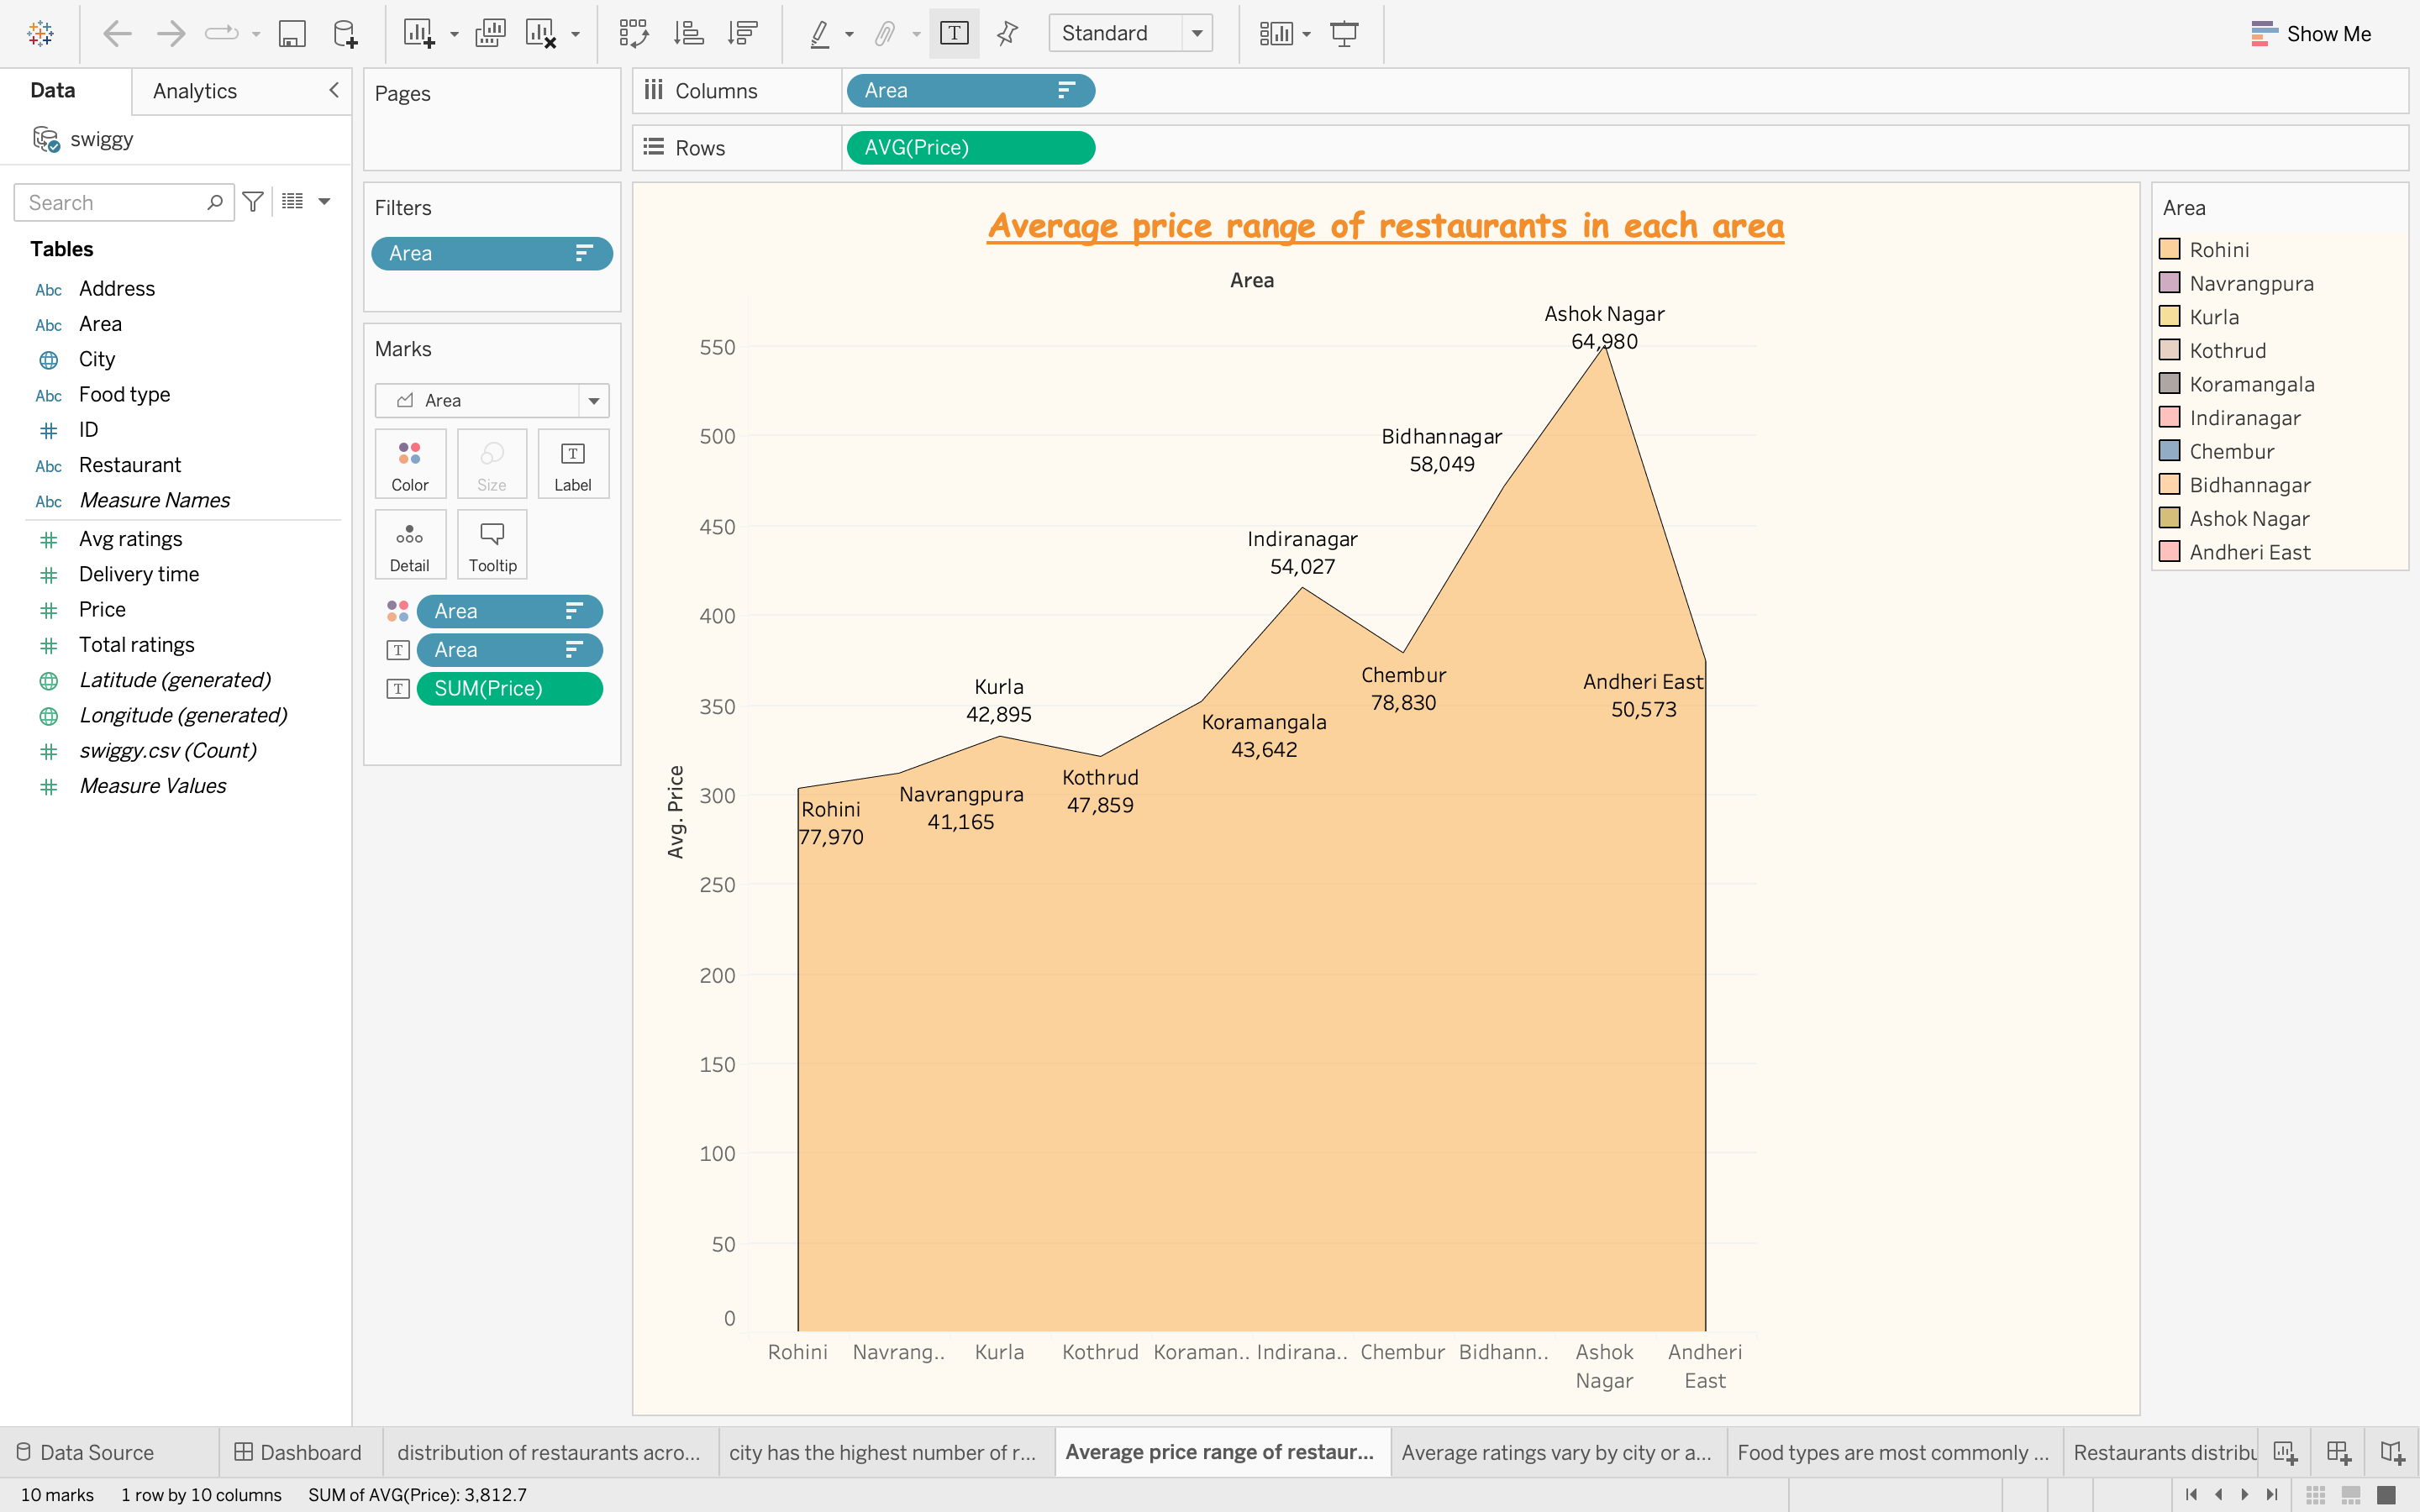 Standard
Show Me
Data
Analytics
swiggy
Search
Tables
Abc Address
Abc Area
City
Abc Food type
ID
Abc Restaurant
Abc Measure Names
Avg ratings
Delivery time
Price
Total ratings
Latitude (generated)
Longitude (generated)
swiggy.csv (Count)
Measure Values
Pages
Filters
Area
Marks
Area
Color
Size
Label
Detail
Tooltip
Area
Area
SUM(Price)
Columns
Area
Rows
AVG(Price)
Average price range of restaurants in each area
Area
Avg. Price
550
500
450
400
350
300
250
200
150
100
50
0
Rohini
77,970
Navrangpura
41,165
Kurla
42,895
Kothrud
47,859
Koramangala
43,642
Indiranagar
54,027
Chembur
78,830
Bidhannagar
58,049
Ashok Nagar
64,980
Andheri East
50,573
Rohini Navrang.. Kurla Kothrud Koraman.. Indirana.. Chembur Bidhann.. Ashok Nagar Andheri East
Area
Rohini
Navrangpura
Kurla
Kothrud
Koramangala
Indiranagar
Chembur
Bidhannagar
Ashok Nagar
Andheri East
Data Source
Dashboard
distribution of restaurants acro...
city has the highest number of r...
Average price range of restaur...
Average ratings vary by city or a...
Food types are most commonly ...
Restaurants distribu
10 marks
1 row by 10 columns
SUM of AVG(Price): 3,812.7